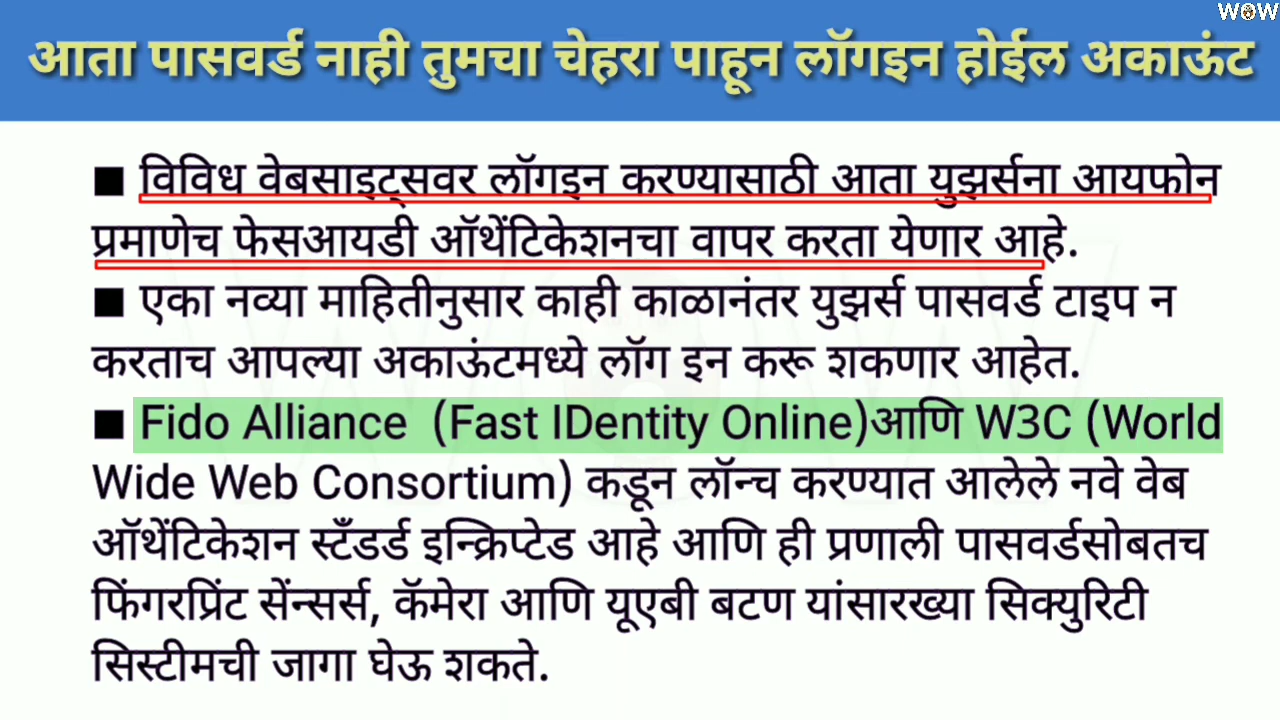 WOW
आता पासवर्ड नाही तुमचा चेहरा पाहून लॉगइन होईल अकाऊंट
■ विविध वेबसाइट्सवर लॉगइन करण्यासाठी आता युझर्सना आयफोन
प्रमाणेच फेसआयडी ऑथेंटिकेशनचा वापर करता येणार आहे.
■ एका नव्या माहितीनुसार काही काळानंतर युझर्स पासवर्ड टाइप न
करताच आपल्या अकाऊंटमध्ये लॉग इन करू शकणार आहेत.
■ Fido Alliance (Fast IDentity Online)आणि W3C (World
Wide Web Consortium) कडून लॉन्च करण्यात आलेले नवे वेब
ऑथेंटिकेशन स्टँडर्ड इन्क्रिप्टेड आहे आणि ही प्रणाली पासवर्डसोबतच
फिंगरप्रिंट सेंन्सर्स, कॅमेरा आणि यूएबी बटण यांसारख्या सिक्युरिटी
सिस्टीमची जागा घेऊ शकते.